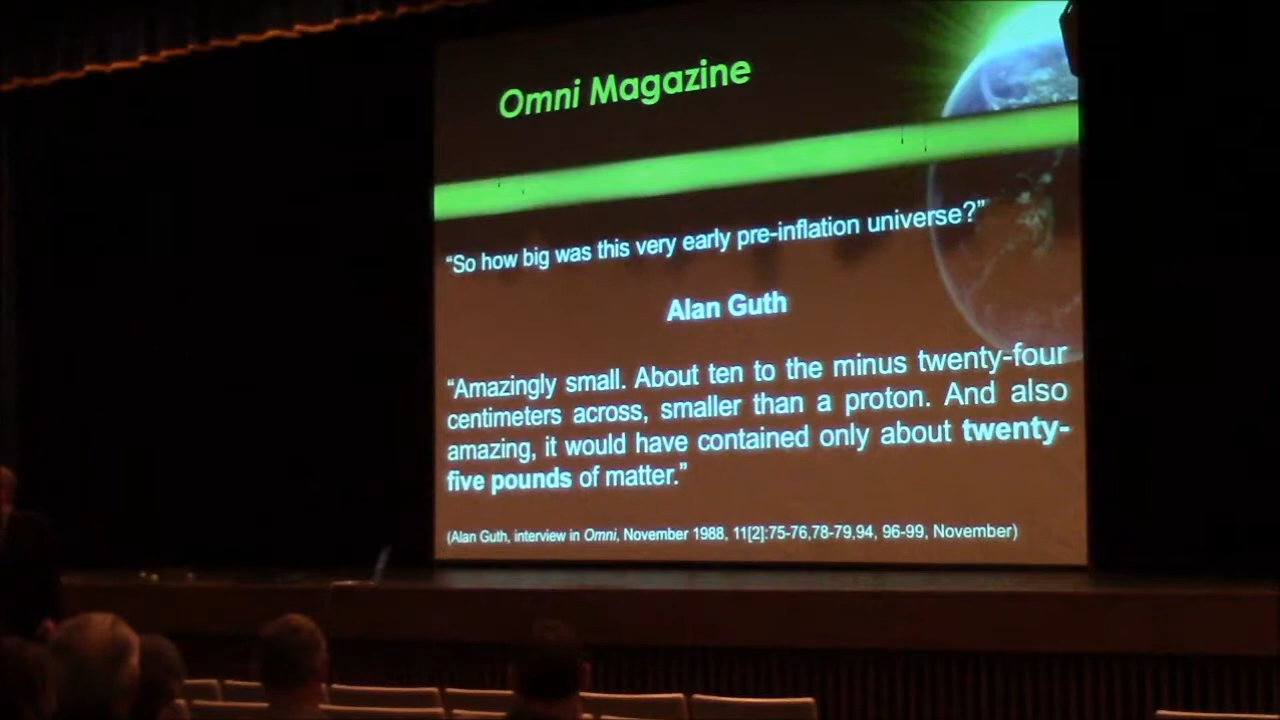 Omni Magazine
“So how big was this very early pre-inflation universe?”
Alan Guth
“Amazingly small. About ten to the minus twenty-four
centimeters across, smaller than a proton. And also
amazing, it would have contained only about twenty-
five pounds of matter.”
(Alan Guth, interview in Omni, November 1988, 11[2]:75-76,78-79,94, 96-99, November)